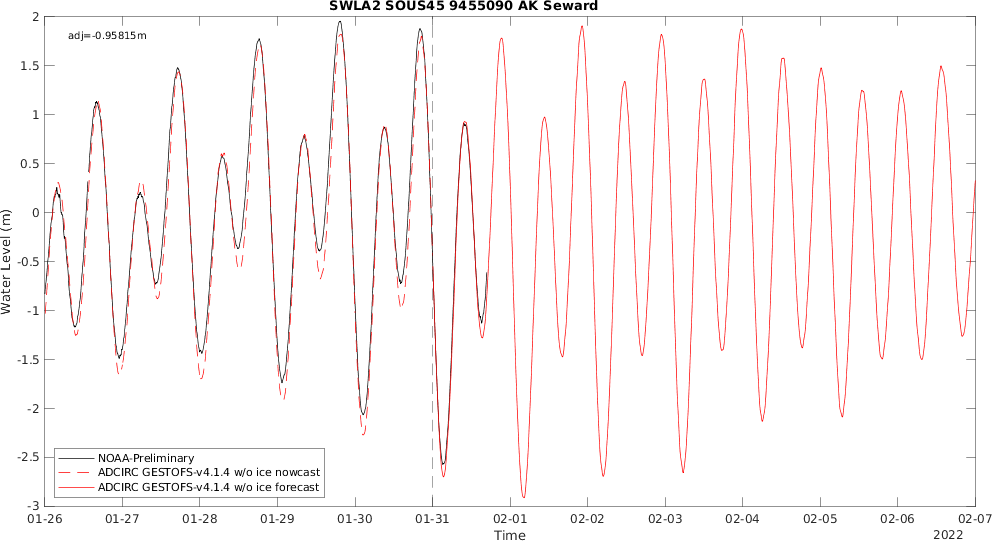 SWLA2 SOUS45 9455090 AK Seward
adj=-0.95815m
2
1.5
1
0.5
0
-0.5
-1
-1.5
-2
-2.5
-3
Water Level (m)
NOAA-Preliminary
ADCIRC GESTOFS-v4.1.4 w/o ice nowcast
ADCIRC GESTOFS-v4.1.4 w/o ice forecast
01-26 01-27 01-28 01-29 01-30 01-31 02-01 02-02 02-03 02-04 02-05 02-06 02-07
Time
2022